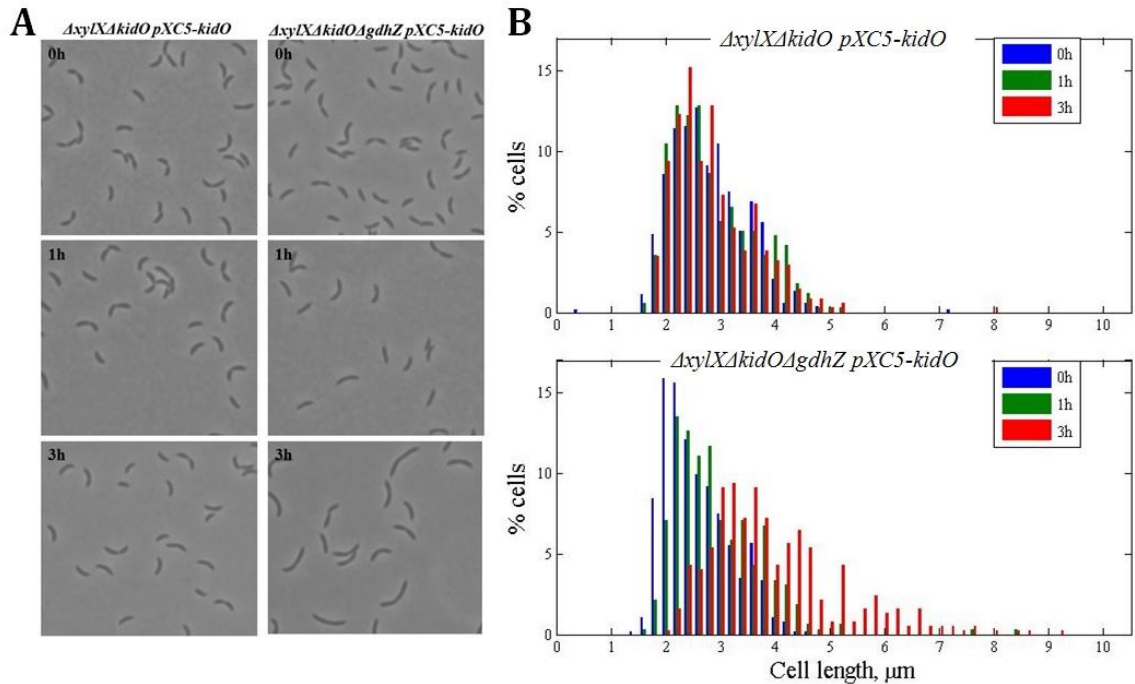 A
ΔxylXΔkidO pXC5-kidO
ΔxylXΔkidOΔgdhZ pXC5-kidO
0h
0h
1h
1h
3h
3h
B
ΔxylXΔkidO pXC5-kidO
0h
1h
3h
15
10
5
0
% cells
0 1 2 3 4 5 6 7 8 9 10
ΔxylXΔkidOΔgdhZ pXC5-kidO
0h
1h
3h
15
10
5
0
% cells
0 1 2 3 4 5 6 7 8 9 10
Cell length, μm